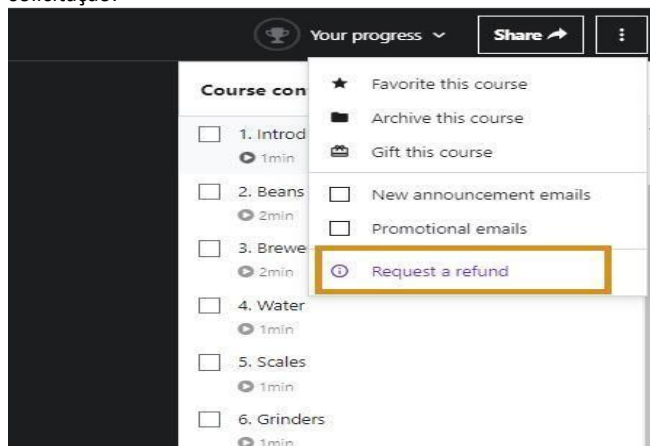 solicitação.
Your progress
Share
Course con
Favorite this course
Archive this course
Gift this course
New announcement emails
Promotional emails
Request a refund
1. Introd
1min
2. Beans
2min
3. Brewe
2min
4. Water
1min
5. Scales
1min
6. Grinders
1min